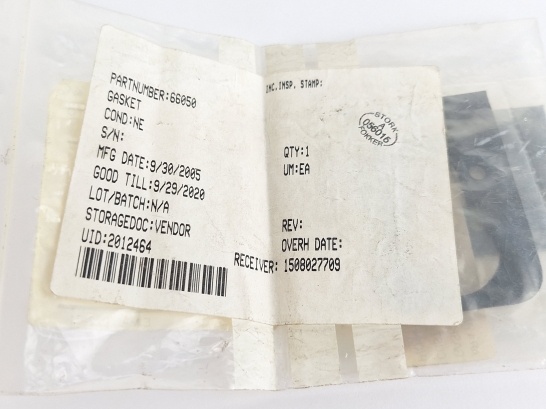 PARTNUMBER:66050
GASKET
COND:NE
S/N:
MFG DATE:9/30/2005
GOOD TILL:9/29/2020
LOT/BATCH:N/A
STORAGEDOC:VENDOR
UID:2012464
INC.INSP. STAMP:
STORK
A
056016
FOKKER
QTY:1
UM:EA
REV:
OVERH DATE:
RECEIVER: 1508027709